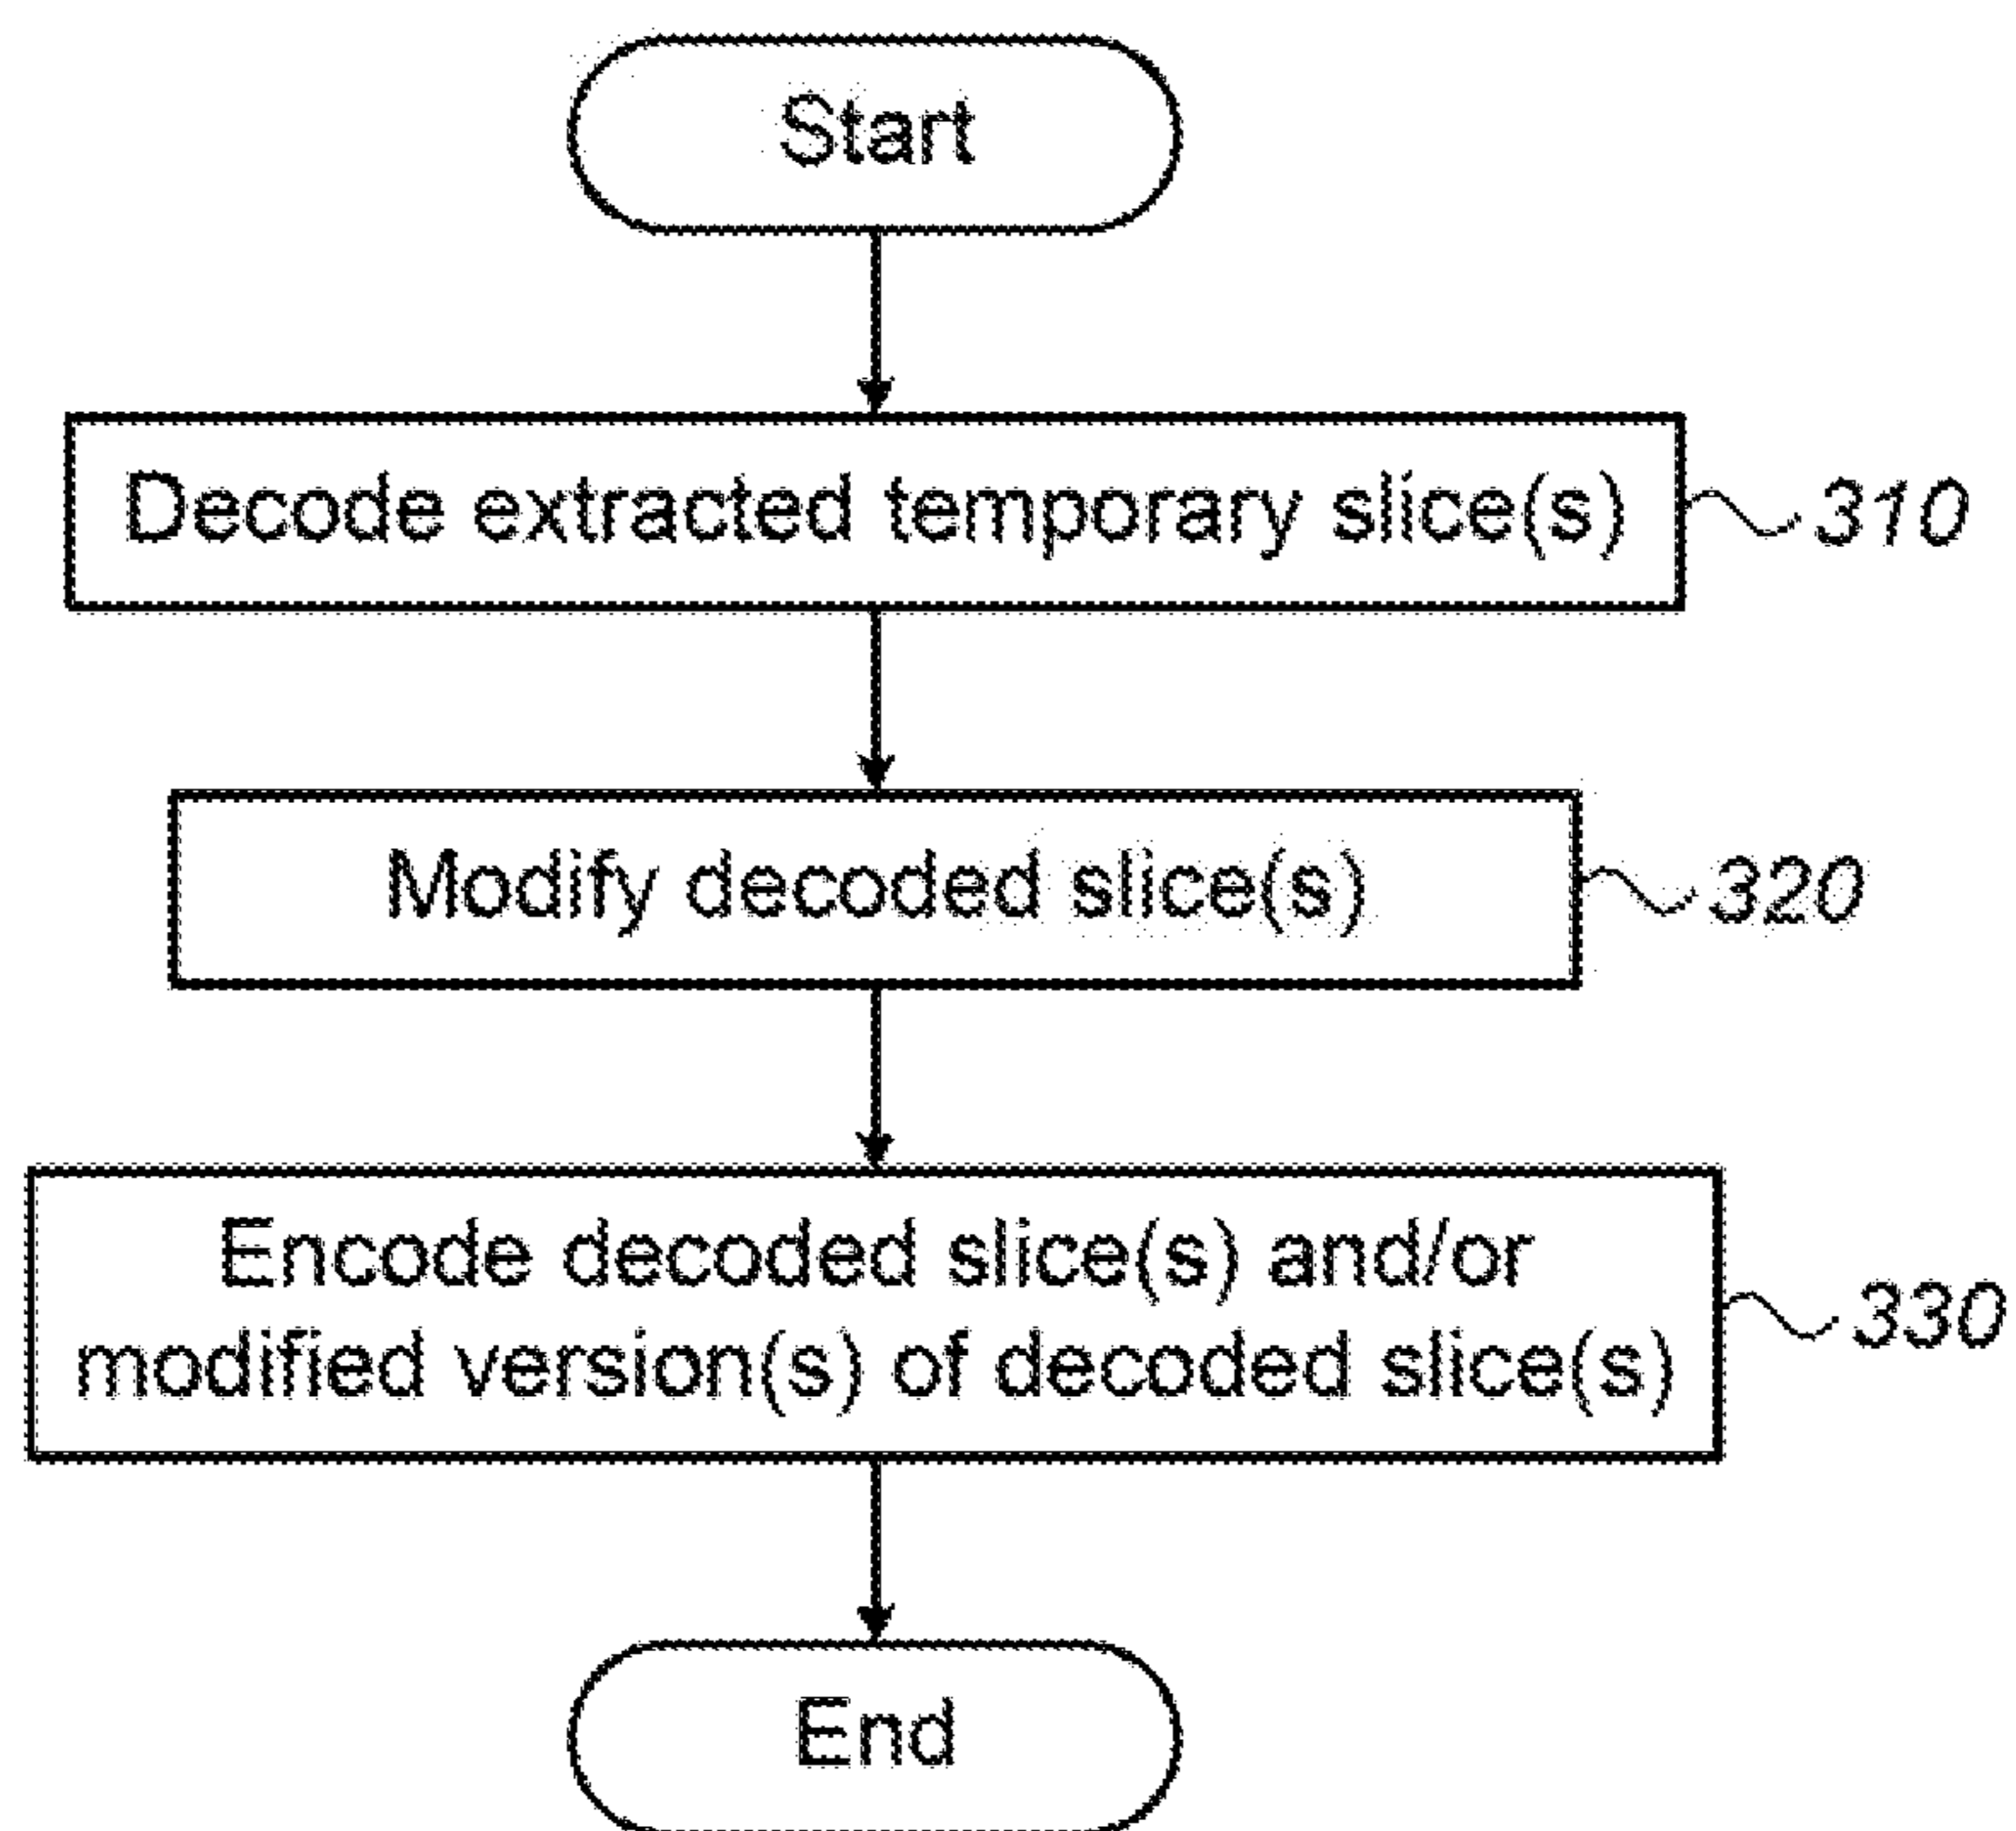 Start
Decode extracted temporary slice(s)
310
Modify decoded slice(s)
320
Encode decoded slice(s) and/or
modified version(s) of decoded slice(s)
330
End